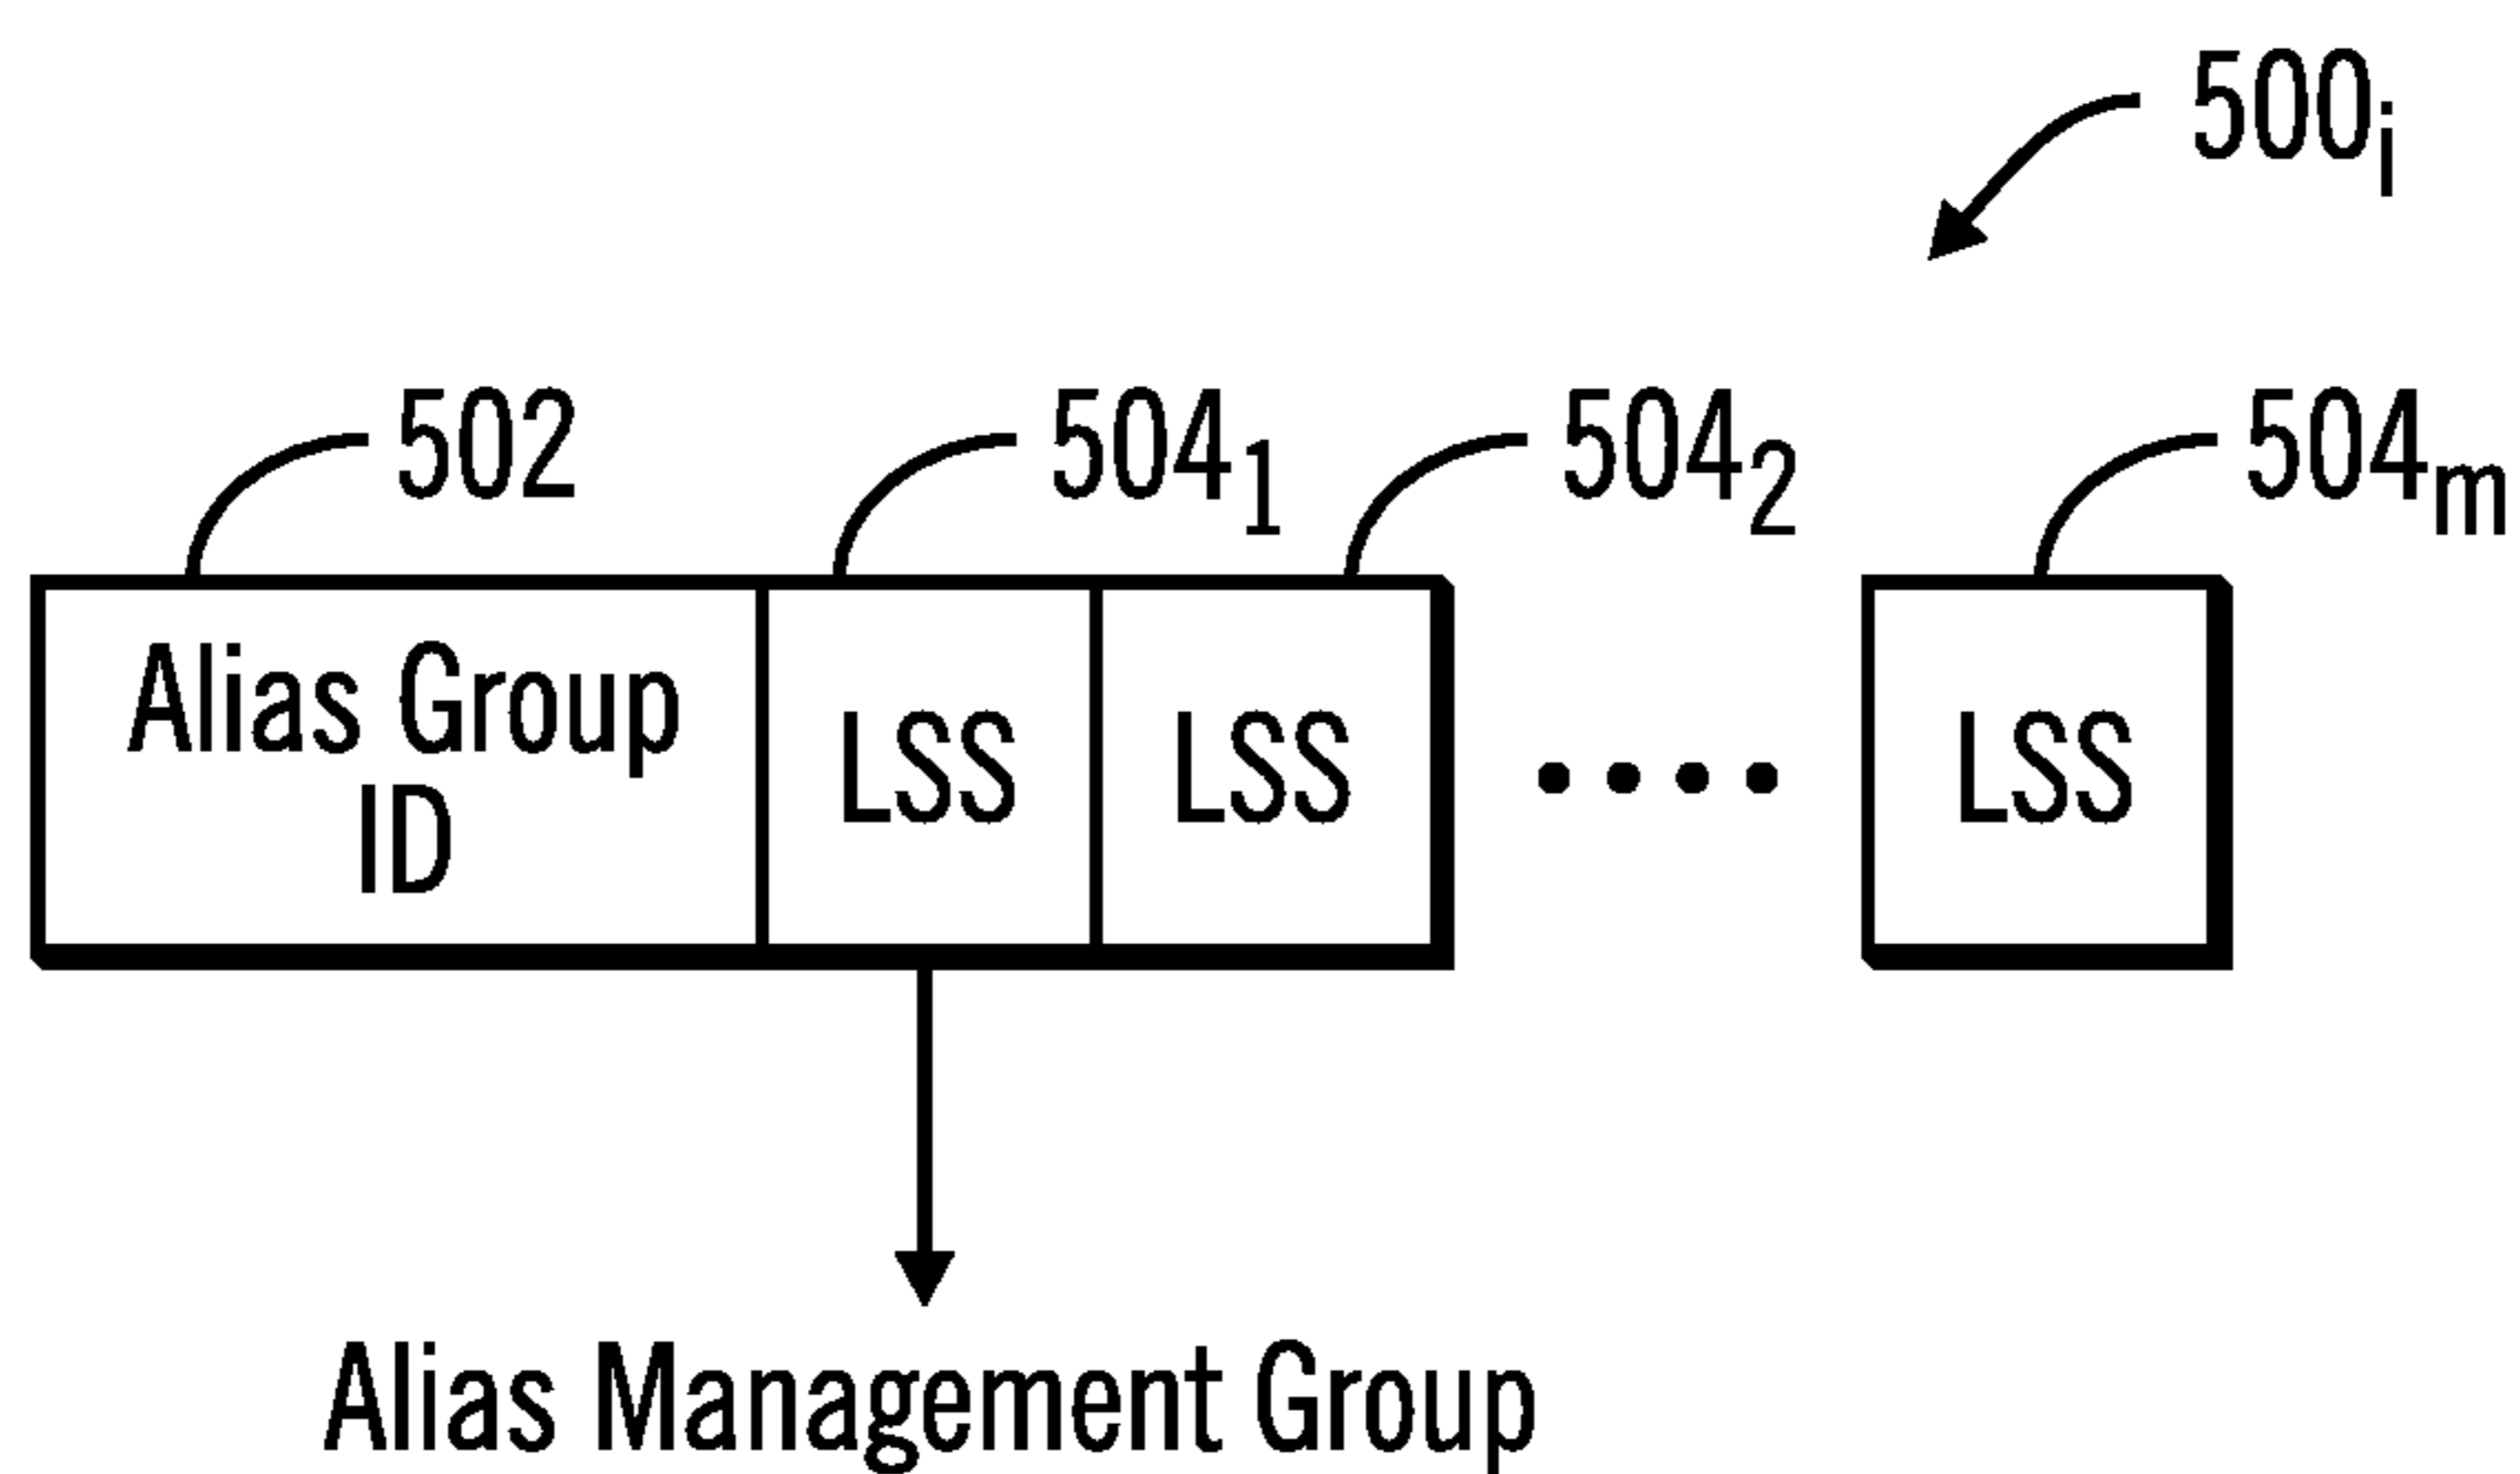 500i
502
5041
5042
504m
Alias Group
ID
LSS
LSS
LSS
Alias Management Group